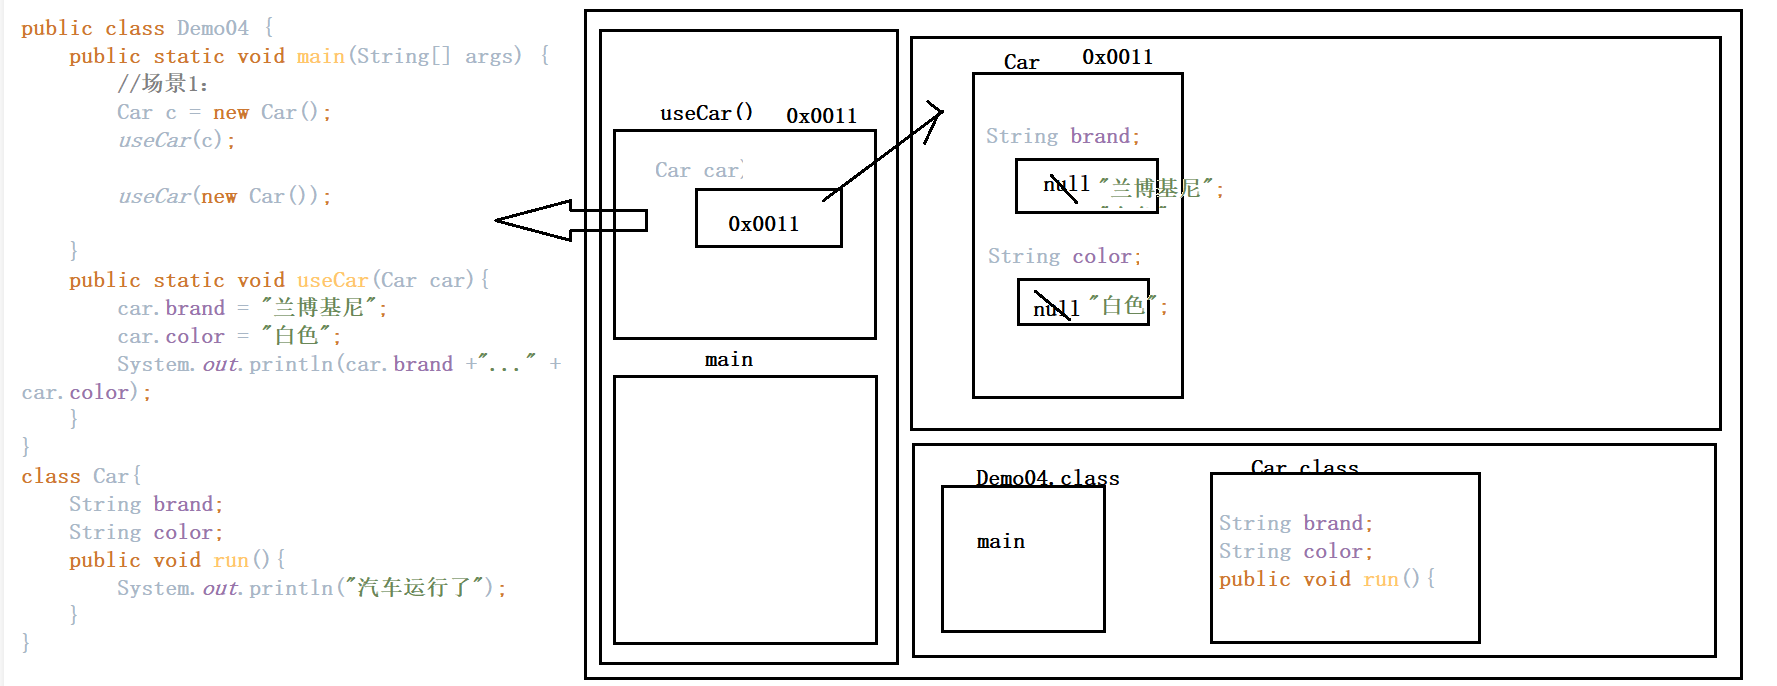 public class Demo04 {
public static void main(String[] args) {
//场景1:
Car c = new Car();
useCar(c);
useCar(new Car());
}
public static void useCar(Car car){
car.brand = "兰博基尼";
car.color = "白色";
System.out.println(car.brand +"..." +
car.color);
}
}
class Car{
String brand;
String color;
public void run(){
System.out.println("汽车运行了");
}
}
useCar() 0x0011
Car car)
0x0011
main
Car 0x0011
String brand;
null "兰博基尼";
String color;
null "白色";
Demo04.class
main
Car.class
String brand;
String color;
public void run(){